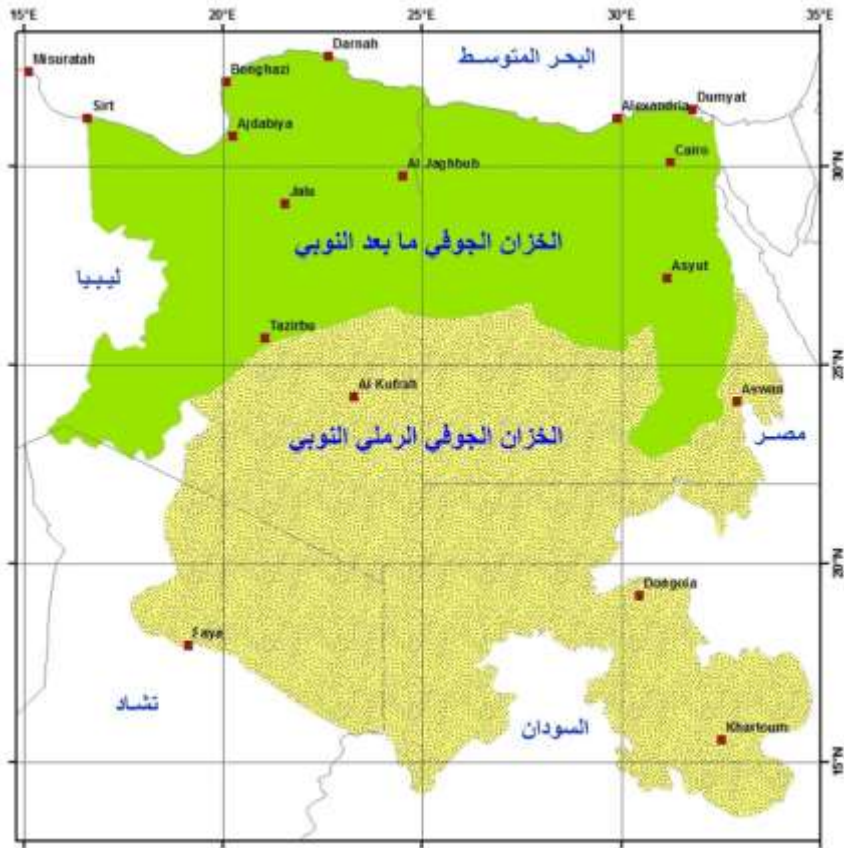 15°E 20°E 25°E 30°E 35°E
Darnah
البحر المتوسط
Misuratah
Benghazi
Sirt
Alexandria
Dumyat
Ajdabiya
Cairo
30°N
Al Jaghbub
Jalu
الخزان الجوفي ما بعد النوبي
ليبيا
Asyut
Tazirbu
25°N
Al Kufrah
Aswan
الخزان الجوفي الرملي النوبي
مصر
20°N
Dongola
Faya
تشاد
السودان
Khartoum
15°N